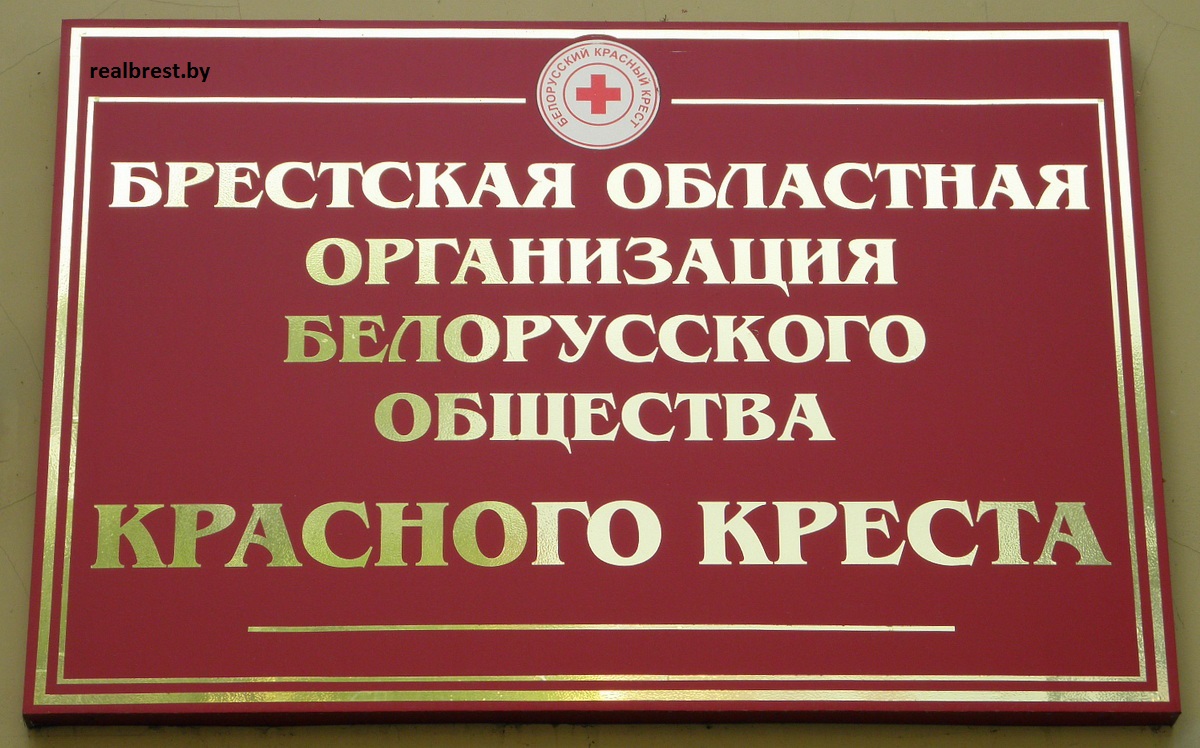 realbrest.by
БЕЛОРУССКИЙ КРАСНЫЙ КРЕСТ
БРЕСТСКАЯ ОБЛАСТНАЯ
ОРГАНИЗАЦИЯ
БЕЛОРУССКОГО
ОБЩЕСТВА
КРАСНОГО КРЕСТА